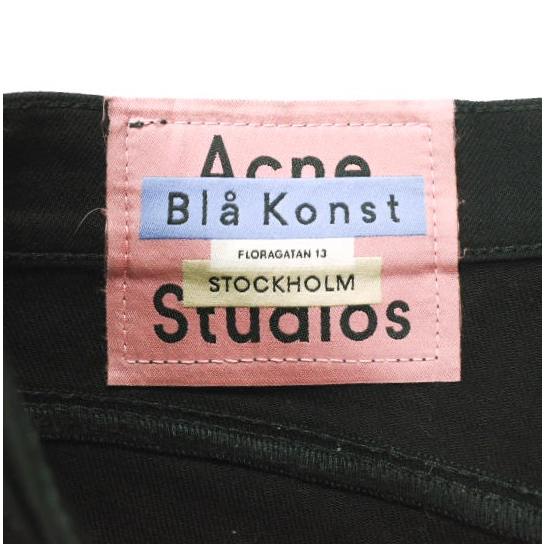 Acne
Blå Konst
FLORAGATAN 13
STOCKHOLM
Studios